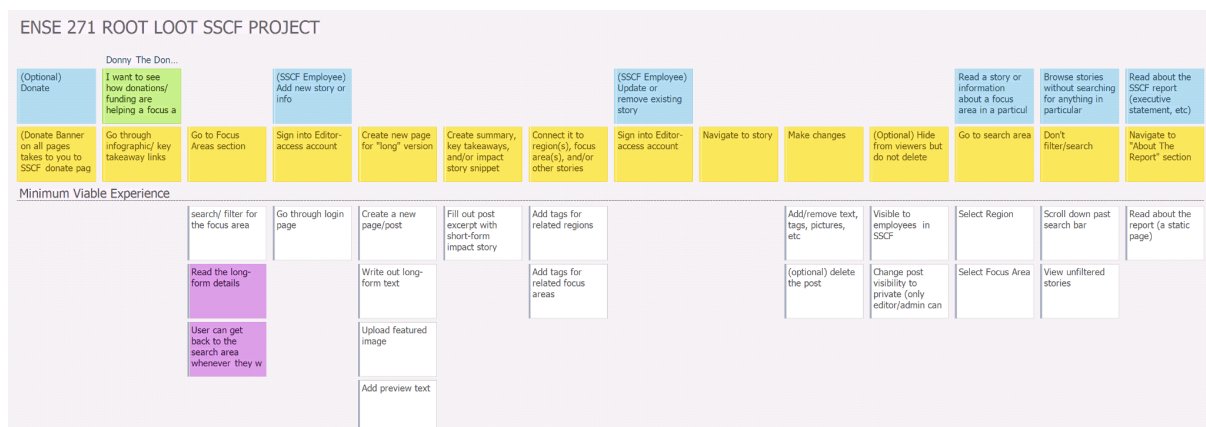 ENSE 271 ROOT LOOT SSCF PROJECT
Donny The Don...
(Optional)
Donate
I want to see
how donations/
funding are
helping a focus a
(SSCF Employee)
Add new story or
info
(SSCF Employee)
Update or
remove existing
story
Read a story or
information
about a focus
area in a particul
Browse stories
without searching
for anything in
particular
Read about the
SSCF report
(executive
statement, etc)
(Donate Banner
on all pages
takes to you to
SSCF donate pag
Go through
infographic/ key
takeaway links
Go to Focus
Areas section
Sign into Editor-
access account
Create new page
for "long" version
Create summary,
key takeaways,
and/or impact
story snippet
Connect it to
region(s), focus
area(s), and/or
other stories
Sign into Editor-
access account
Navigate to story
Make changes
(Optional) Hide
from viewers but
do not delete
Go to search area
Don't
filter/search
Navigate to
"About The
Report" section
Minimum Viable Experience
search/ filter for
the focus area
Go through login
page
Create a new
page/post
Fill out post
excerpt with
short-form
impact story
Add tags for
related regions
Add/remove text,
tags, pictures,
etc
Visible to
employees in
SSCF
Select Region
Scroll down past
search bar
Read about the
report (a static
page)
Read the long-
form details
Write out long-
form text
Add tags for
related focus
areas
(optional) delete
the post
Change post
visibility to
private (only
editor/admin can
Select Focus Area
View unfiltered
stories
User can get
back to the
search area
whenever they w
Upload featured
image
Add preview text